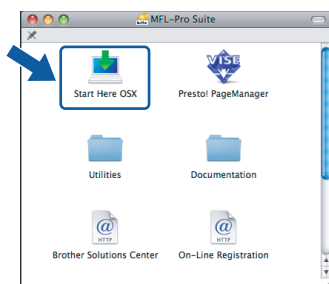 MFL-Pro Suite
Start Here OSX
VISE
Presto! PageManager
Utilities
Documentation
@
HTTP
@
HTTP
Brother Solutions Center
On-Line Registration